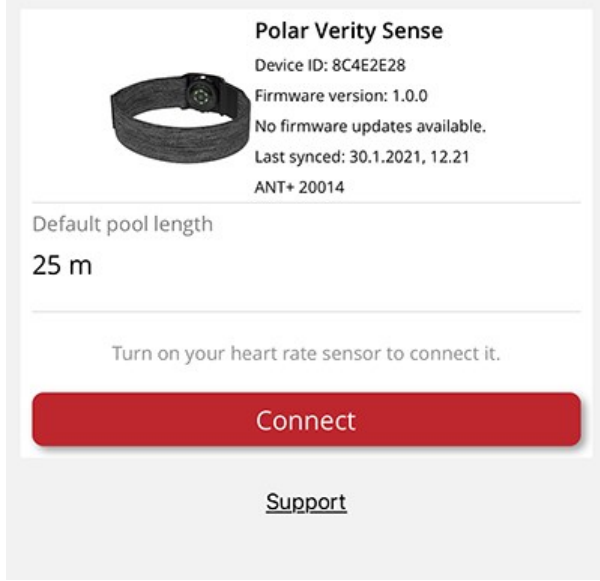 Polar Verity Sense
Device ID: 8C4E2E28
Firmware version: 1.0.0
No firmware updates available.
Last synced: 30.1.2021, 12.21
ANT+ 20014
Default pool length
25 m
Turn on your heart rate sensor to connect it.
Connect
Support